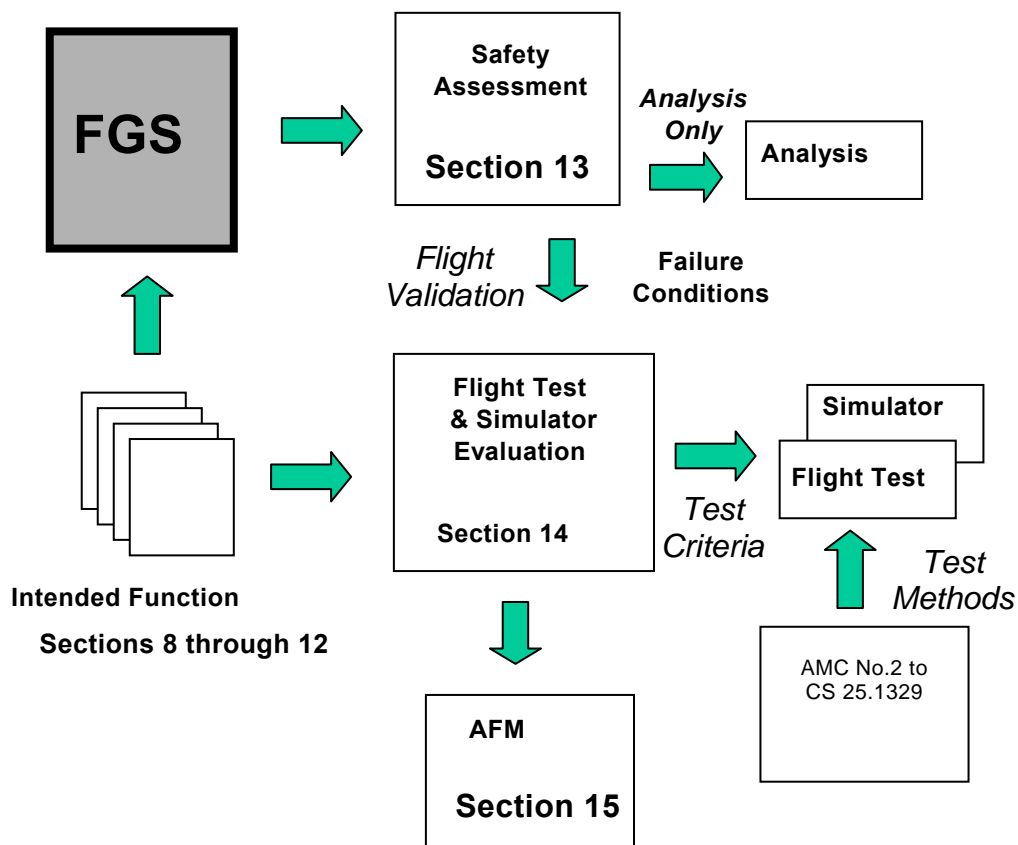 FGS
Safety
Assessment
Section 13
Analysis
Only
Analysis
Flight
Validation
Failure
Conditions
Flight Test
& Simulator
Evaluation
Section 14
Test
Criteria
Simulator
Flight Test
Test
Methods
Intended Function
Sections 8 through 12
AMC No.2 to
CS 25.1329
AFM
Section 15